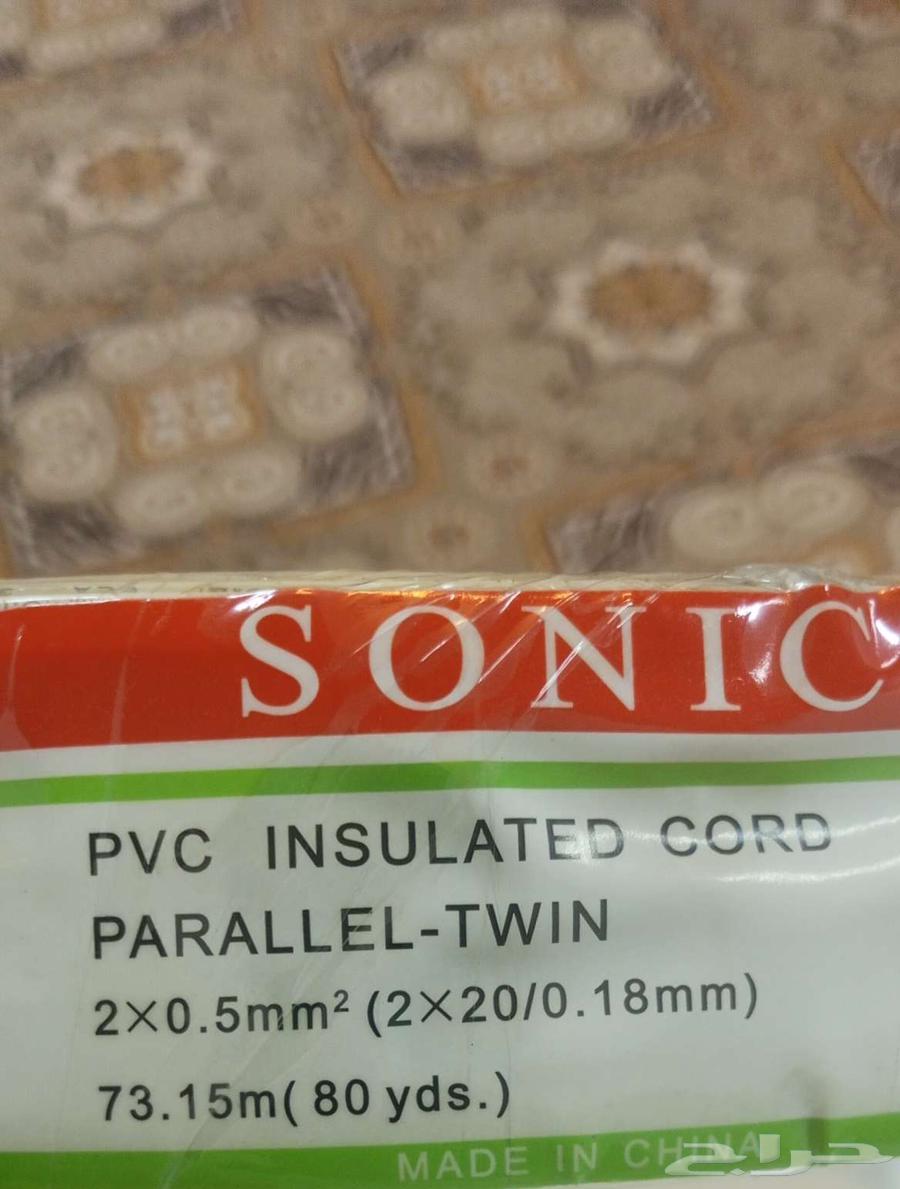 SONIC
PVC INSULATED CORD
PARALLEL-TWIN
2×0.5mm² (2×20/0.18mm)
73.15m( 80 yds.)
MADE IN CHINA
حراج